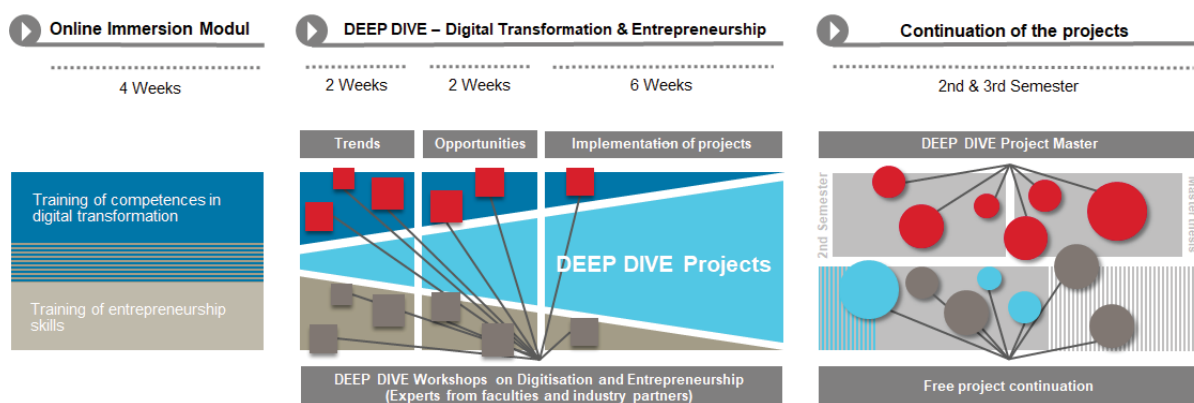 Online Immersion Modul
4 Weeks
Training of competences in
digital transformation
Training of entrepreneurship
skills
DEEP DIVE – Digital Transformation & Entrepreneurship
2 Weeks
2 Weeks
6 Weeks
Trends
Opportunities
Implementation of projects
DEEP DIVE Projects
DEEP DIVE Workshops on Digitisation and Entrepreneurship
(Experts from faculties and industry partners)
Continuation of the projects
2nd & 3rd Semester
DEEP DIVE Project Master
2nd Semester
Masterthesis
Free project continuation